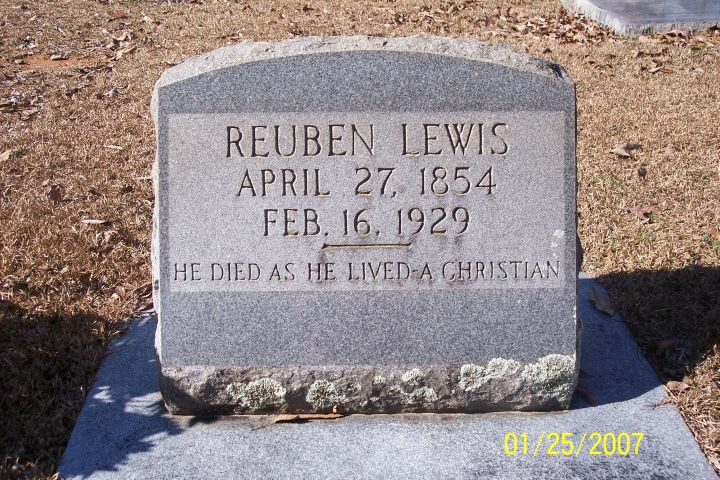 REUBEN LEWIS
APRIL 27, 1854
FEB. 16, 1929
HE DIED AS HE LIVED-A CHRISTIAN
01/25/2007